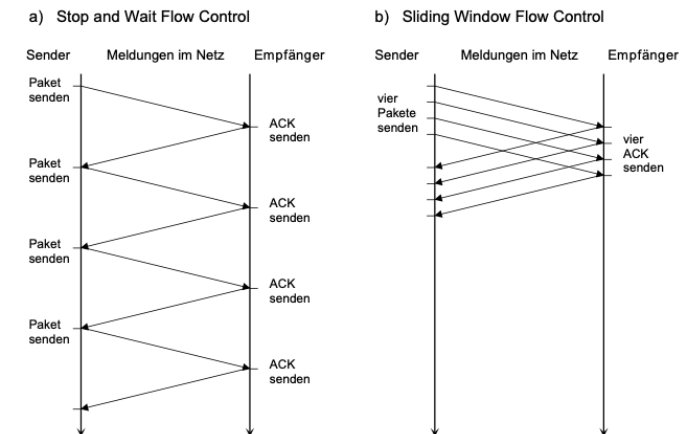 a) Stop and Wait Flow Control
Sender
Meldungen im Netz
Empfänger
Paket
senden
ACK
senden
Paket
senden
ACK
senden
Paket
senden
ACK
senden
Paket
senden
ACK
senden
b) Sliding Window Flow Control
Sender
Meldungen im Netz
Empfänger
vier
Pakete
senden
vier
ACK
senden